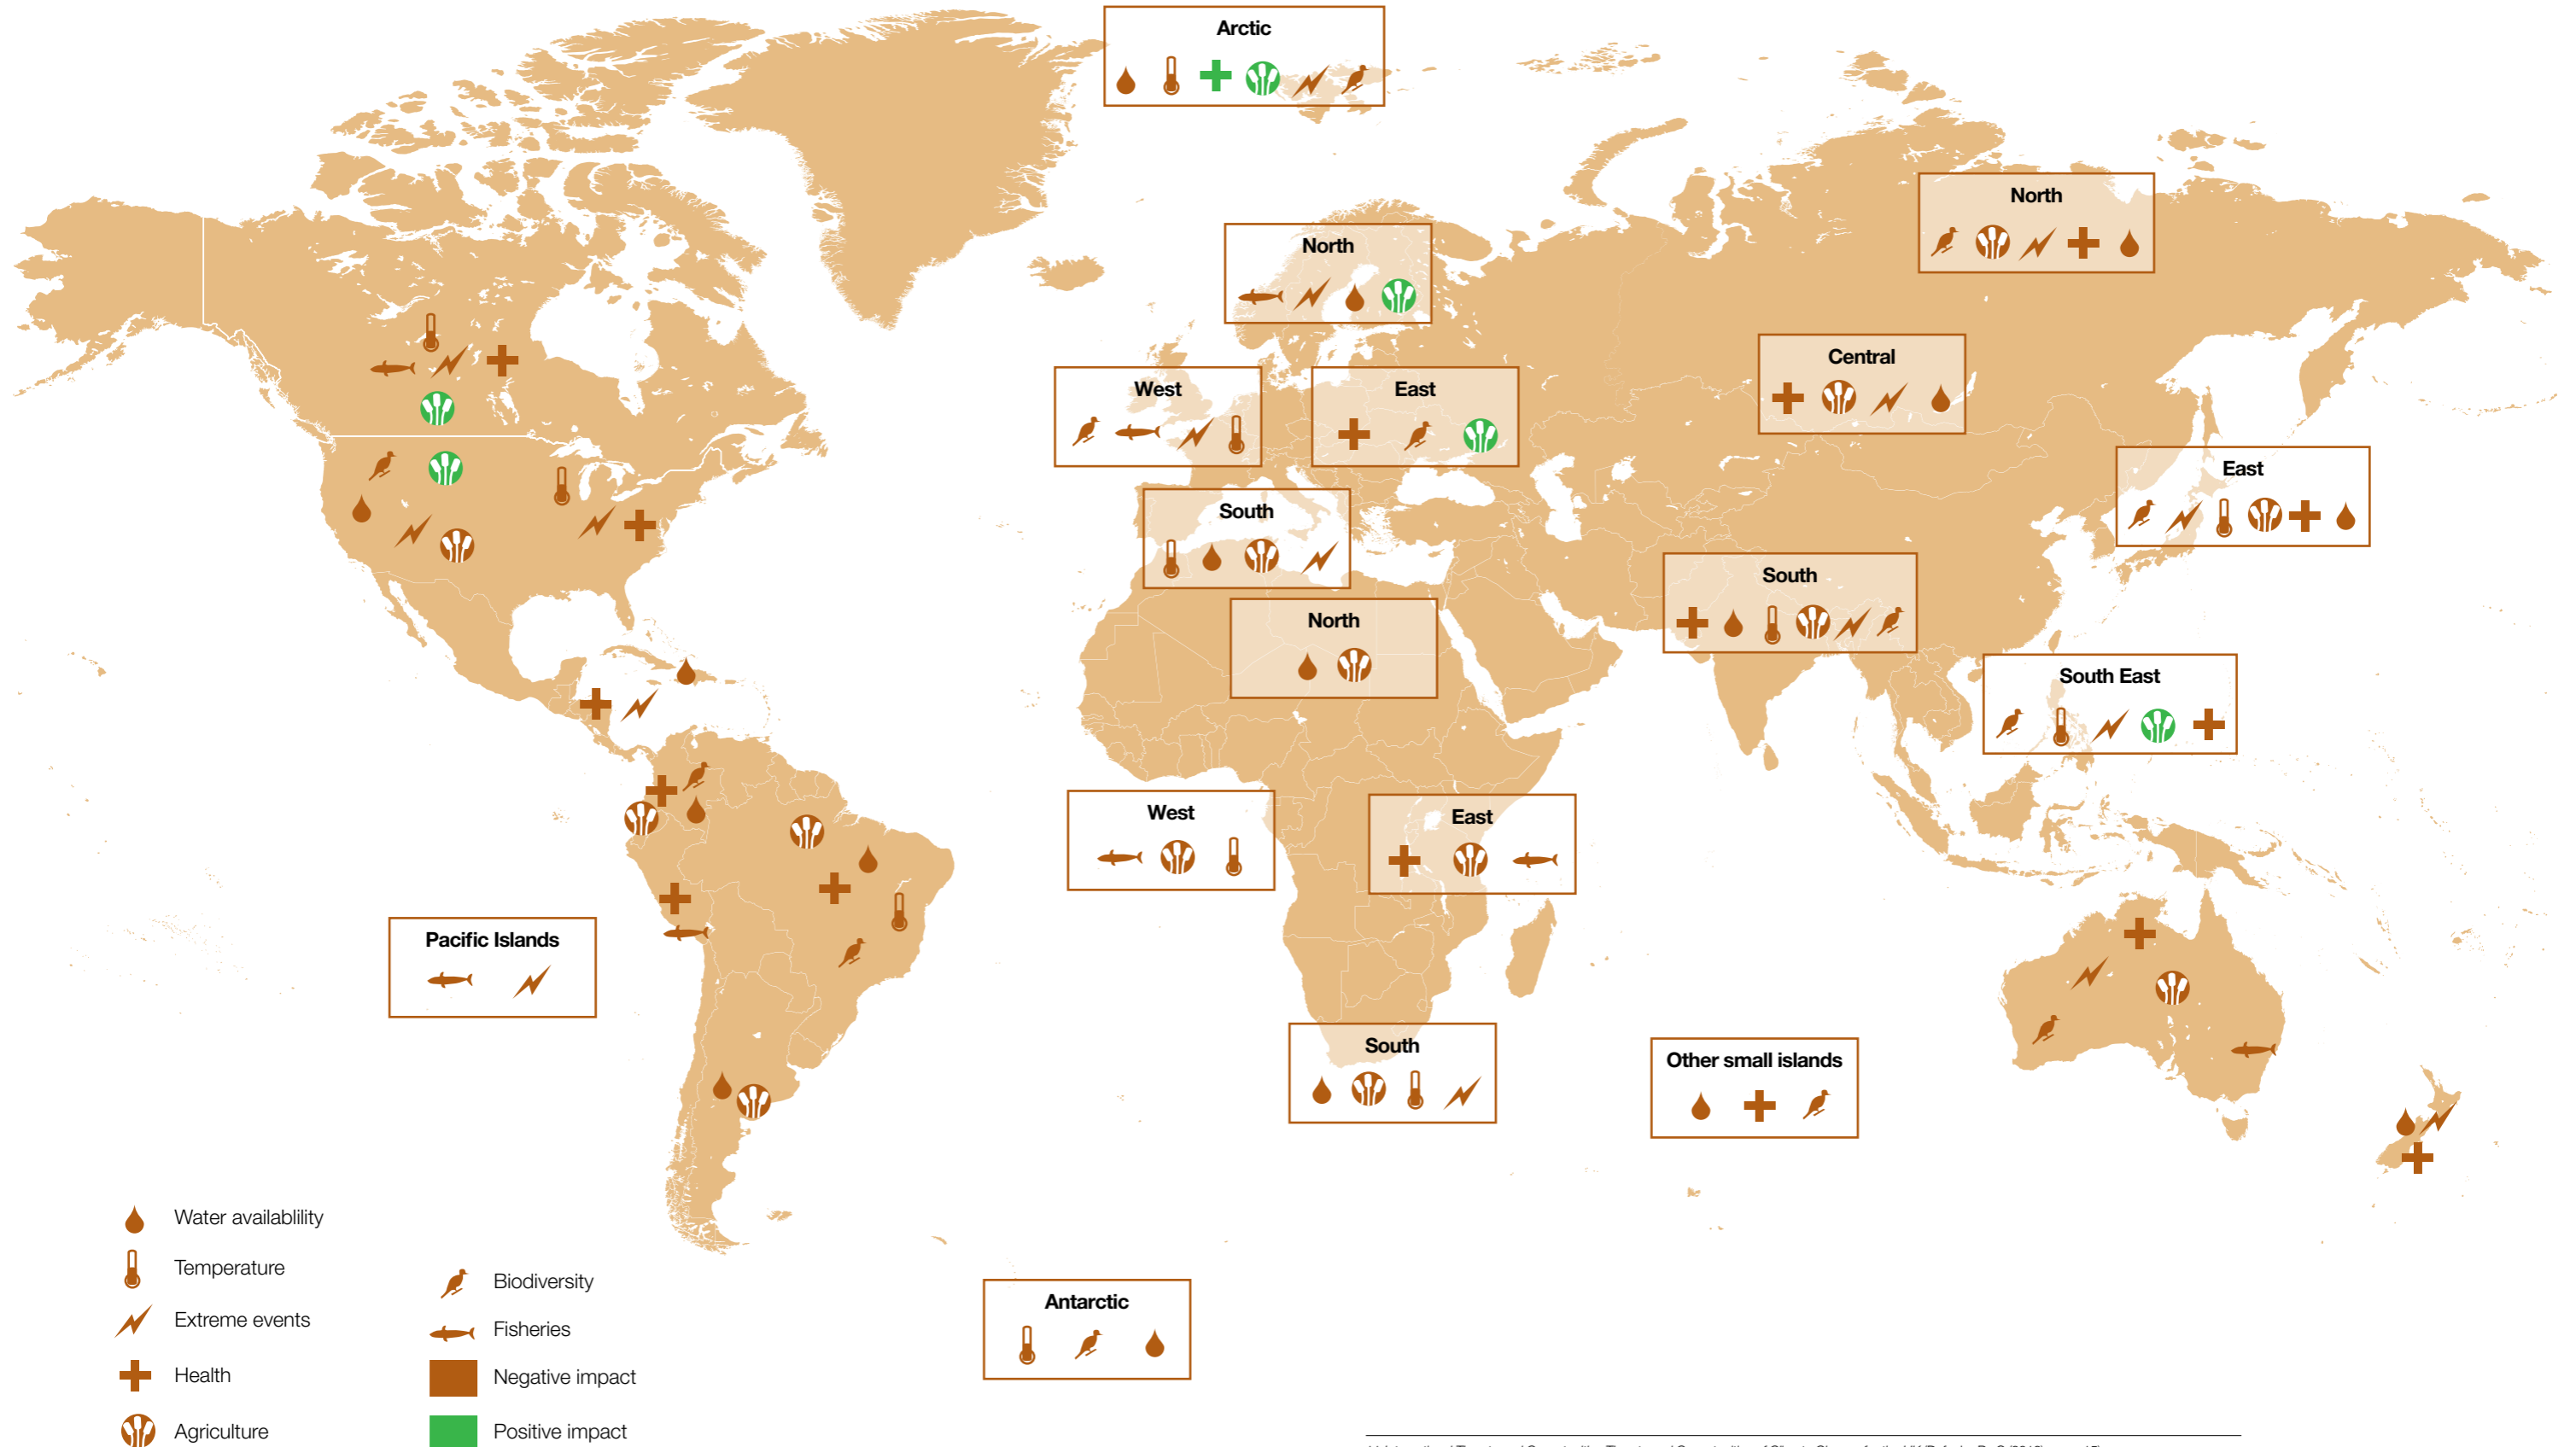 Arctic
North
North
Central
West
East
East
South
South
North
South East
West
East
Pacific Islands
South
Other small islands
Antarctic
Water availablility
Temperature
Extreme events
Health
Agriculture
Biodiversity
Fisheries
Negative impact
Positive impact